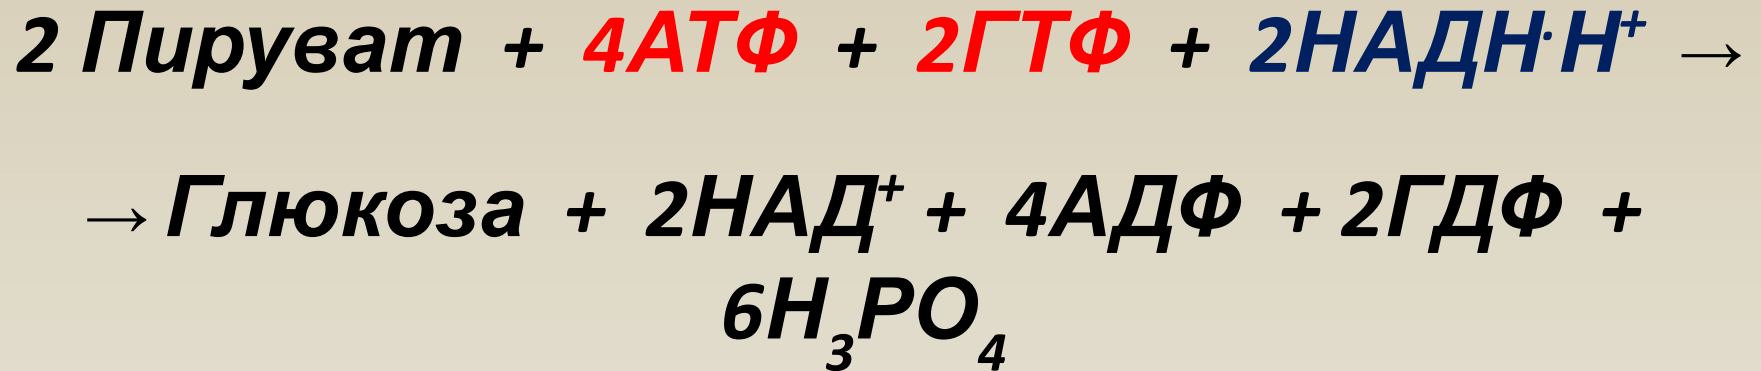 2 Пируват + 4АТФ + 2ГТФ + 2НАДН·Н⁺ →
→ Глюкоза + 2НАД⁺ + 4АДФ + 2ГДФ +
6Н₃РО₄